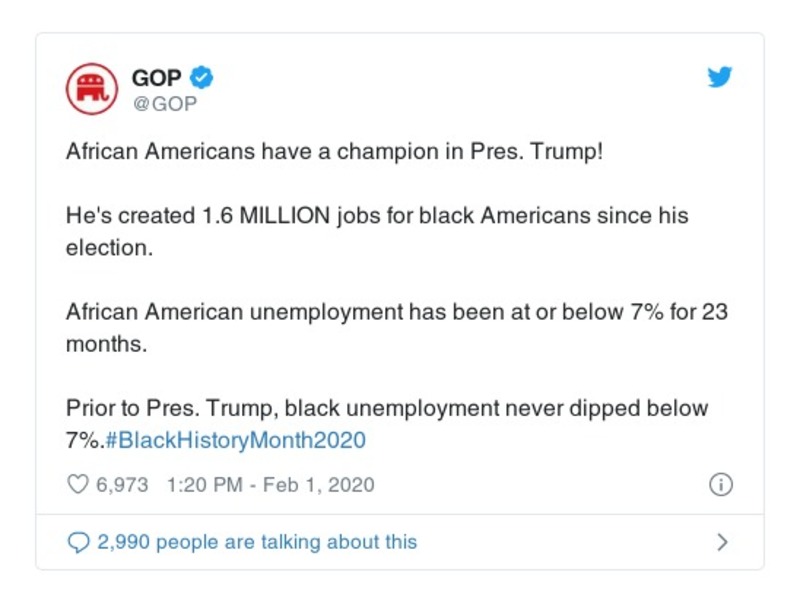 GOP
@GOP
African Americans have a champion in Pres. Trump!
He's created 1.6 MILLION jobs for black Americans since his
election.
African American unemployment has been at or below 7% for 23
months.
Prior to Pres. Trump, black unemployment never dipped below
7%.#BlackHistoryMonth2020
6,973 1:20 PM - Feb 1, 2020
2,990 people are talking about this